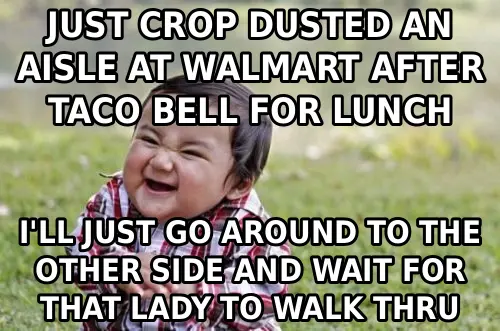 JUST CROP DUSTED AN
AISLE AT WALMART AFTER
TACO BELL FOR LUNCH
I'LL JUST GO AROUND TO THE
OTHER SIDE AND WAIT FOR
THAT LADY TO WALK THRU